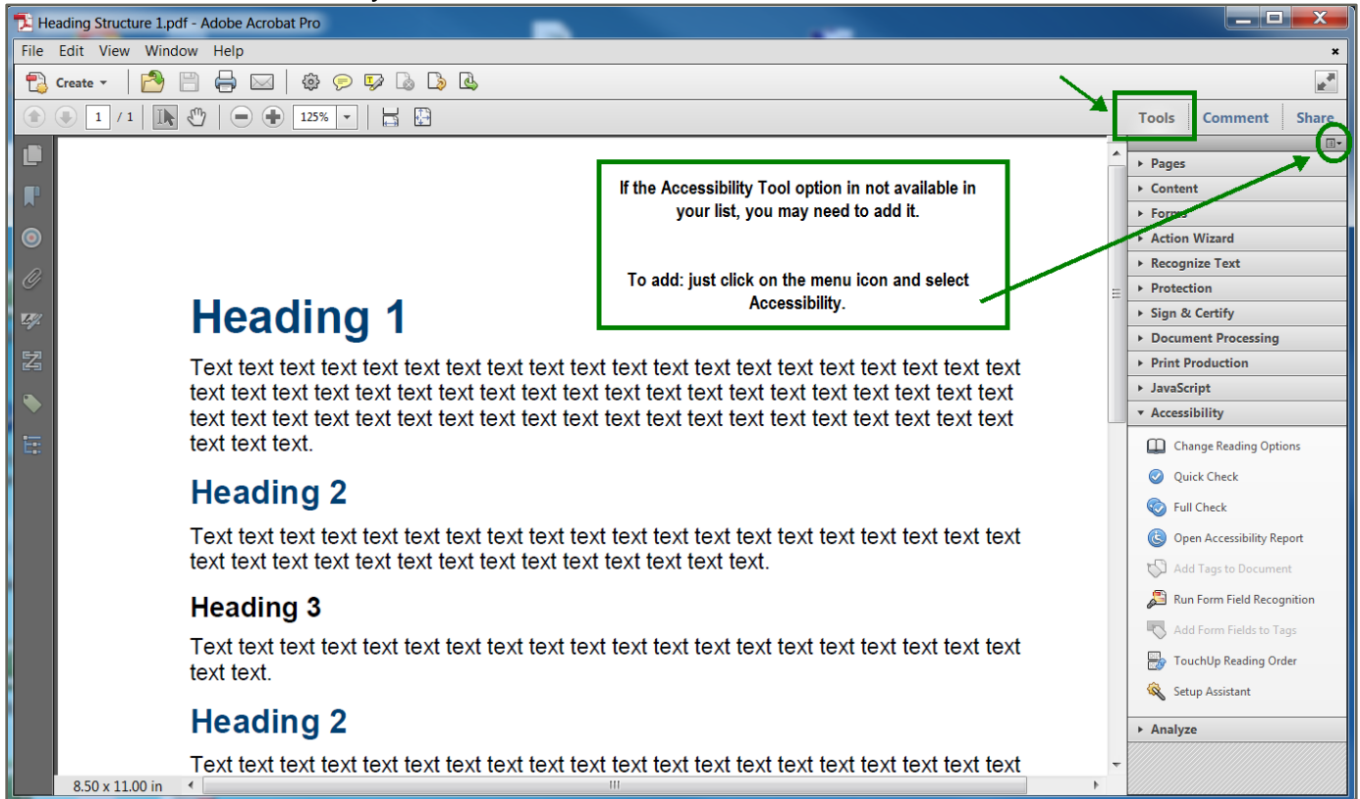 Heading Structure 1.pdf - Adobe Acrobat Pro
File Edit View Window Help
Create
1 / 1 125%
Tools Comment Share
If the Accessibility Tool option in not available in
your list, you may need to add it.
To add: just click on the menu icon and select
Accessibility.
Heading 1
Text text text text text text text text text text text text text text text text text text text text
text text text text text text text text text text text text text text text text text text text text
text text text text text text text text text text text text text text text text text text text text
text text text.
Heading 2
Text text text text text text text text text text text text text text text text text text text text
text text text text text text text text text text text text text text.
Heading 3
Text text text text text text text text text text text text text text text text text text text text
text text.
Heading 2
Text text text text text text text text text text text text text text text text text text text text
8.50 x 11.00 in
Pages
Content
Forms
Action Wizard
Recognize Text
Protection
Sign & Certify
Document Processing
Print Production
JavaScript
Accessibility
Change Reading Options
Quick Check
Full Check
Open Accessibility Report
Add Tags to Document
Run Form Field Recognition
Add Form Fields to Tags
TouchUp Reading Order
Setup Assistant
Analyze